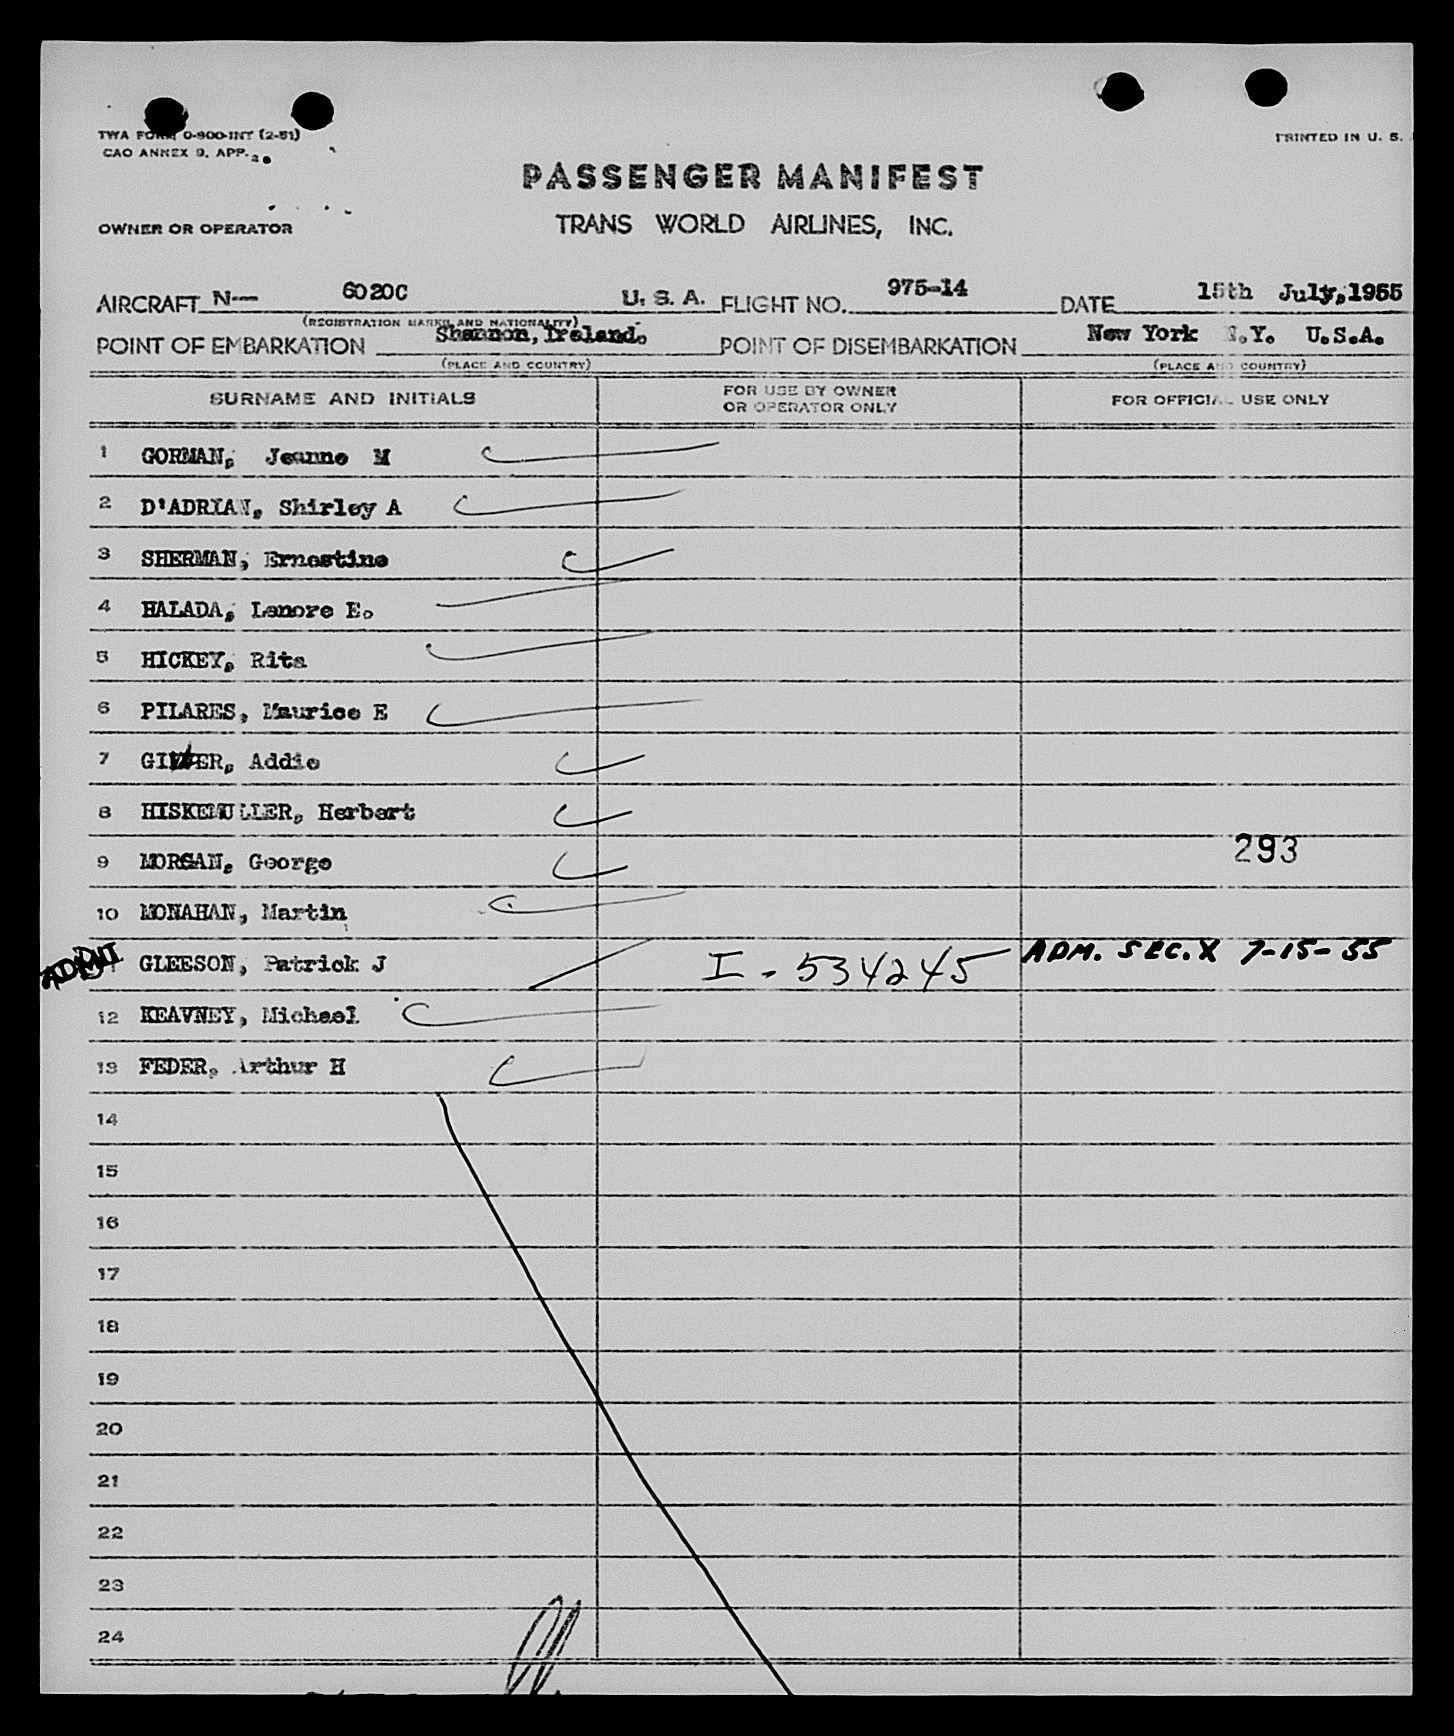 TWA FORM 0-800-INT (2-51)
CAO ANNEX 9, APP. 2.
PRINTED IN U. S.
PASSENGER MANIFEST
OWNER OR OPERATOR
TRANS WORLD AIRLINES, INC.
AIRCRAFT N— 6020C U. S. A. FLIGHT NO. 975-14 DATE 15th July, 1955
(REGISTRATION MARKS AND NATIONALITY)
POINT OF EMBARKATION Shannon, Ireland. POINT OF DISEMBARKATION New York N.Y. U.S.A.
(PLACE AND COUNTRY) (PLACE AND COUNTRY)
SURNAME AND INITIALS FOR USE BY OWNER OR OPERATOR ONLY FOR OFFICIAL USE ONLY
1 GORMAN, Jeanne M
2 D'ADRIAN, Shirley A
3 SHERMAN, Ernestine
4 HALADA, Lenore E.
5 HICKEY, Rita
6 PILARES, Maurice E
7 Addie
8 HISKEMULLER, Herbert
9 MORGAN, George 293
10 MONAHAN, Martin
ADMIT GLEESON, Patrick J I-534245 ADM. SEC. X 7-15-55
12 KEAVNEY, Michael
13 FEDER, Arthur H
14
15
16
17
18
19
20
21
22
23
24